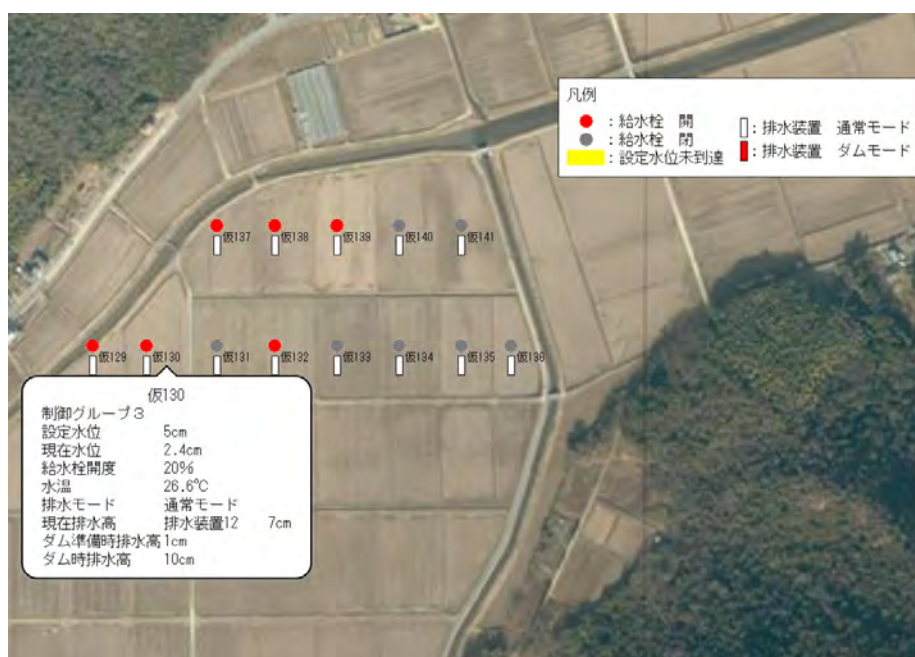 凡例
：給水栓　開
：給水栓　閉
：設定水位未到達
：排水装置　通常モード
：排水装置　ダムモード
仮137
仮138
仮139
仮140
仮141
仮129
仮130
仮131
仮132
仮133
仮134
仮135
仮136
仮130
制御グループ３
設定水位 5cm
現在水位 2.4cm
給水栓開度 20%
水温 26.6℃
排水モード 通常モード
現在排水高 排水装置12 7cm
ダム準備時排水高 1cm
ダム時排水高 10cm